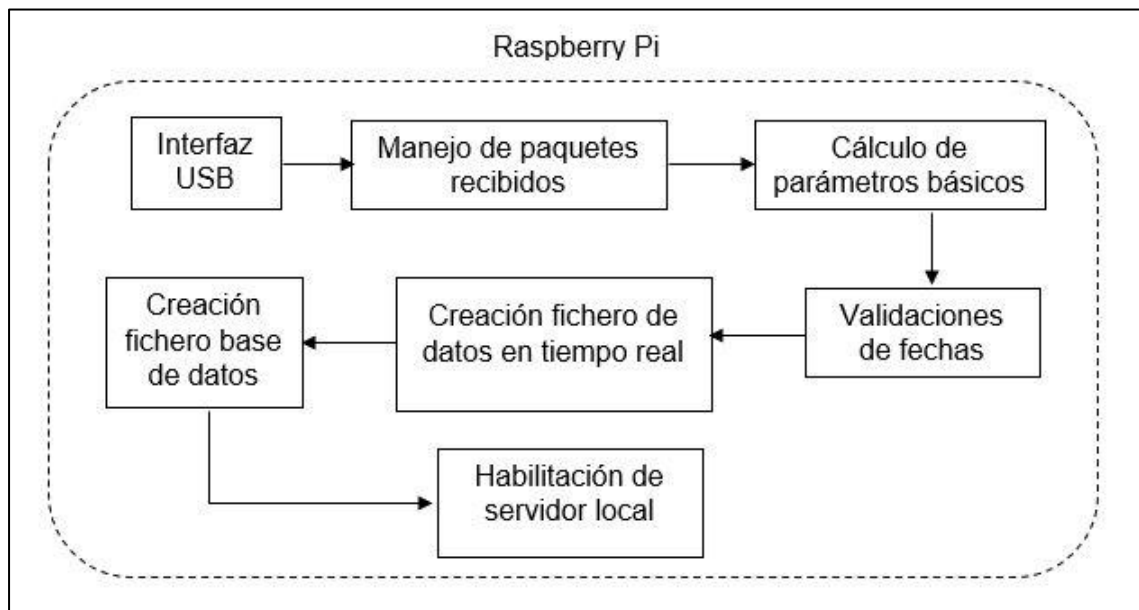 Raspberry Pi
Interfaz
USB
Manejo de paquetes
recibidos
Cálculo de
parámetros básicos
Validaciones
de fechas
Creación fichero de
datos en tiempo real
Creación
fichero base
de datos
Habilitación de
servidor local